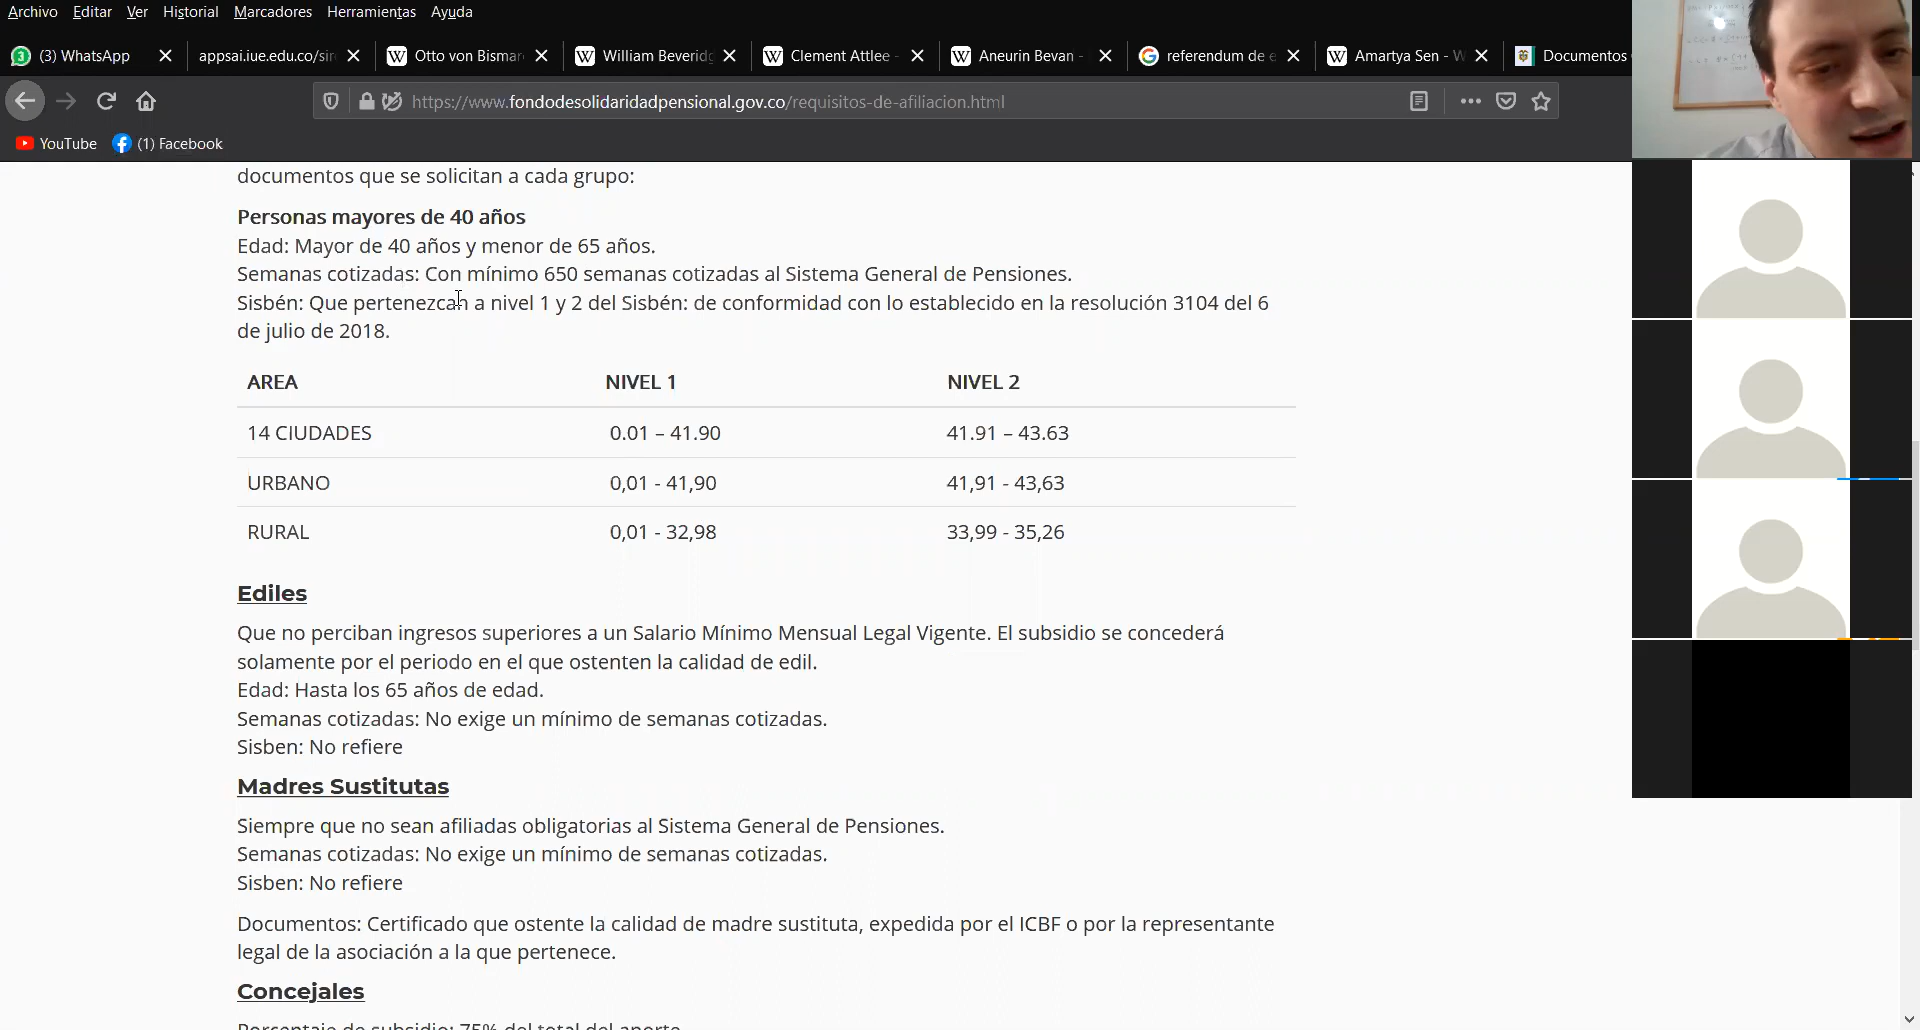 Archivo Editar Ver Historial Marcadores Herramientas Ayuda
(3) WhatsApp
appsai.iue.edu.co/sir
Otto von Bismar
William Beveridg
Clement Attlee -
Aneurin Bevan -
referendum de e
Amartya Sen - W
Documentos
https://www.fondodesolidaridadpensional.gov.co/requisitos-de-afiliacion.html
YouTube
(1) Facebook
documentos que se solicitan a cada grupo:
Personas mayores de 40 años
Edad: Mayor de 40 años y menor de 65 años.
Semanas cotizadas: Con mínimo 650 semanas cotizadas al Sistema General de Pensiones.
Sisbén: Que pertenezcan a nivel 1 y 2 del Sisbén: de conformidad con lo establecido en la resolución 3104 del 6
de julio de 2018.
AREA NIVEL 1 NIVEL 2
14 CIUDADES 0.01 – 41.90 41.91 – 43.63
URBANO 0,01 - 41,90 41,91 - 43,63
RURAL 0,01 - 32,98 33,99 - 35,26
Ediles
Que no perciban ingresos superiores a un Salario Mínimo Mensual Legal Vigente. El subsidio se concederá
solamente por el periodo en el que ostenten la calidad de edil.
Edad: Hasta los 65 años de edad.
Semanas cotizadas: No exige un mínimo de semanas cotizadas.
Sisben: No refiere
Madres Sustitutas
Siempre que no sean afiliadas obligatorias al Sistema General de Pensiones.
Semanas cotizadas: No exige un mínimo de semanas cotizadas.
Sisben: No refiere
Documentos: Certificado que ostente la calidad de madre sustituta, expedida por el ICBF o por la representante
legal de la asociación a la que pertenece.
Concejales
Porcentaje de subsidio: 75% del total del aporte